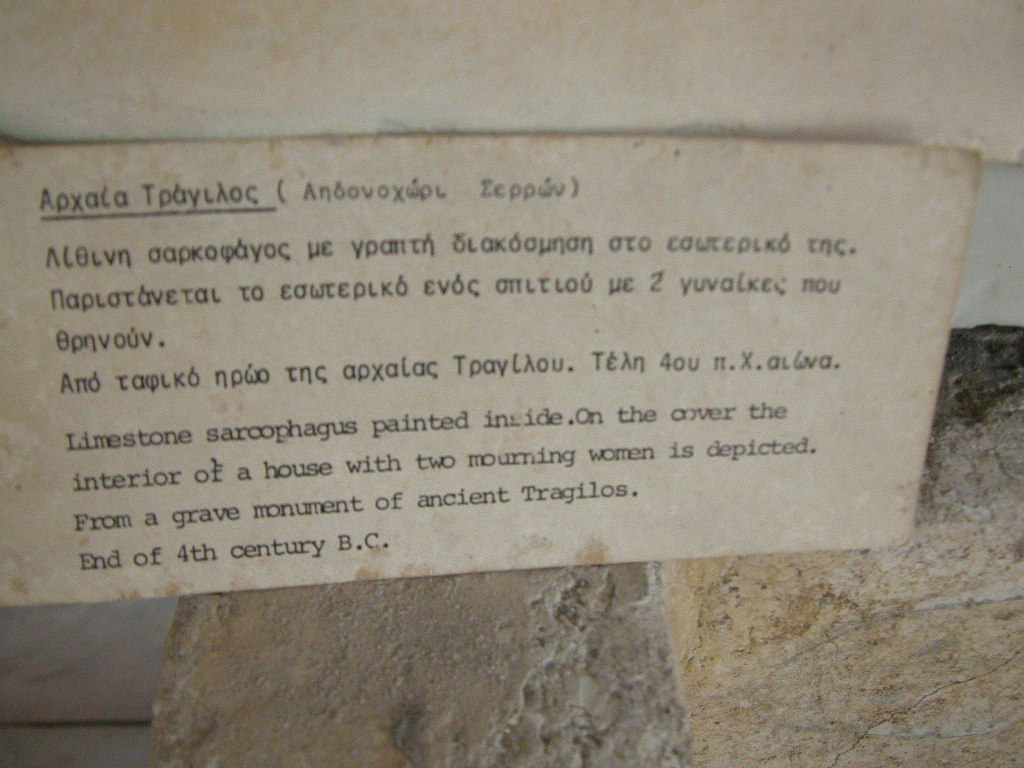 Αρχαία Τράγιλος ( Αηδονοχώρι Σερρών)
Λίθινη σαρκοφάγος με γραπτή διακόσμηση στο εσωτερικό της.
Παριστάνεται το εσωτερικό ενός σπιτιού με 2 γυναίκες που
θρηνούν.
Από ταφικό ηρώο της αρχαίας Τραγίλου. Τέλη 4ου π.Χ.αιώνα.
Limestone sarcophagus painted inside.On the cover the
interior of a house with two mourning women is depicted.
From a grave monument of ancient Tragilos.
End of 4th century B.C.